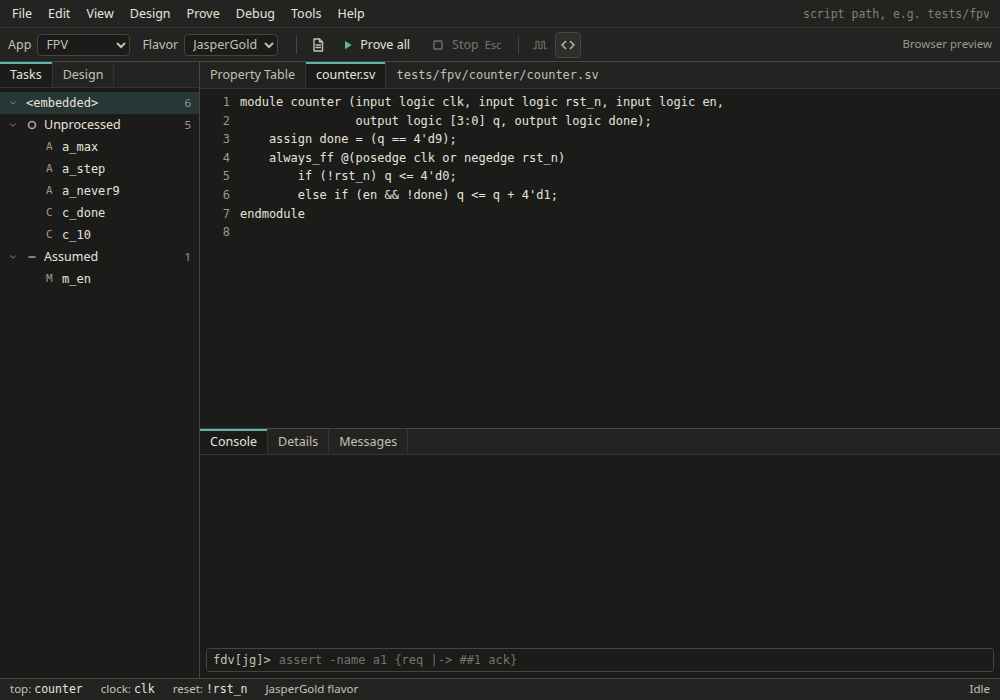 File Edit View Design Prove Debug Tools Help script path, e.g. tests/fpv
App FPV Flavor JasperGold Prove all Stop Esc Browser preview
Tasks Design
<embedded> 6
Unprocessed 5
A a_max
A a_step
A a_never9
C c_done
C c_10
Assumed 1
M m_en
Property Table counter.sv tests/fpv/counter/counter.sv
1 module counter (input logic clk, input logic rst_n, input logic en,
2 output logic [3:0] q, output logic done);
3 assign done = (q == 4'd9);
4 always_ff @(posedge clk or negedge rst_n)
5 if (!rst_n) q <= 4'd0;
6 else if (en && !done) q <= q + 4'd1;
7 endmodule
8
Console Details Messages
fdv[jg]> assert -name a1 {req |-> ##1 ack}
top: counter clock: clk reset: !rst_n JasperGold flavor Idle